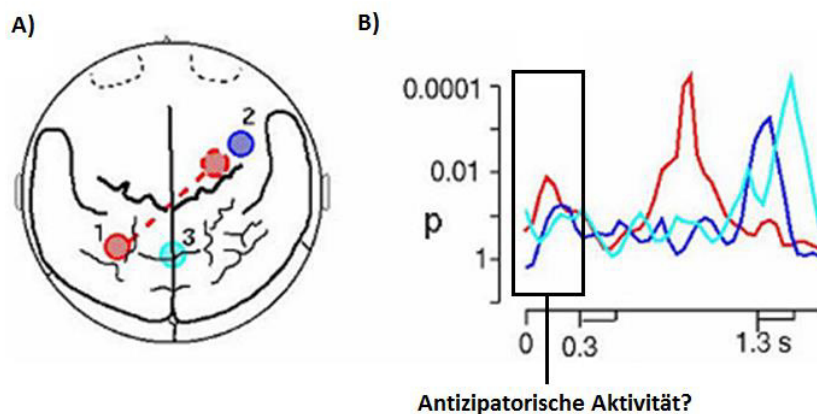 A)
B)
2
1
3
0.0001
0.01
p
1
0
0.3
1.3 s
Antizipatorische Aktivität?